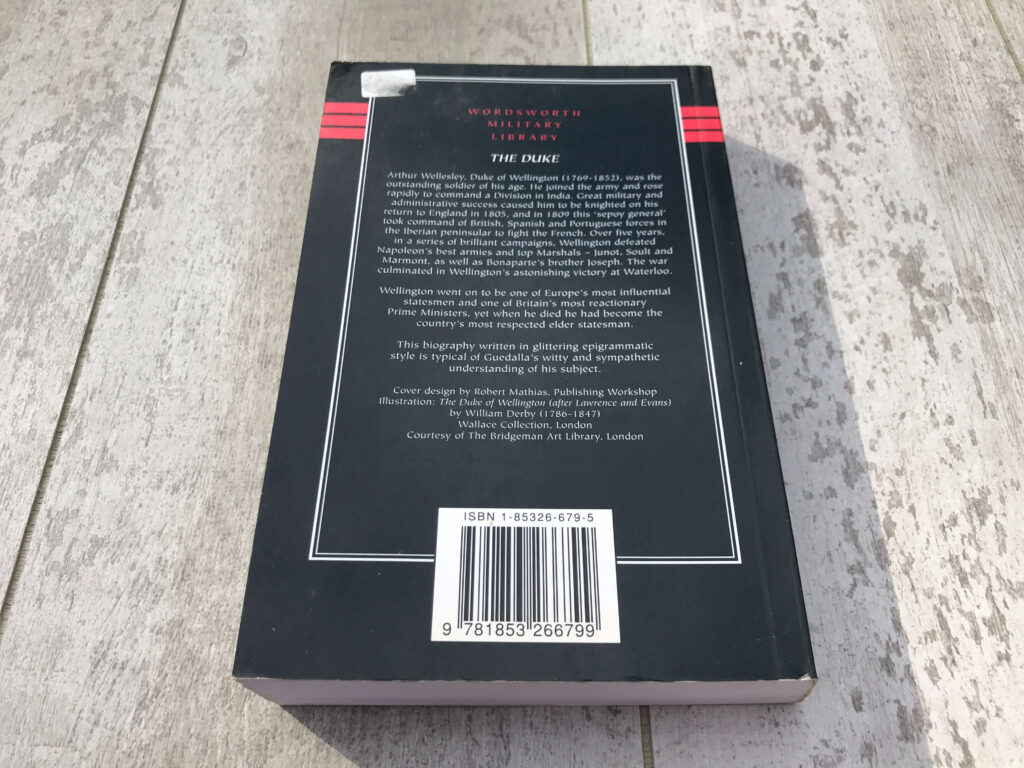 WORDSWORTH
MILITARY
LIBRARY
THE DUKE
Arthur Wellesley, Duke of Wellington (1769-1852), was the
outstanding soldier of his age. He joined the army and rose
rapidly to command a Division in India. Great military and
administrative success caused him to be knighted on his
return to England in 1805, and in 1809 this ‘sepoy general’
took command of British, Spanish and Portuguese forces in
the Iberian peninsular to fight the French. Over five years,
in a series of brilliant campaigns, Wellington defeated
Napoleon’s best armies and top Marshals – Junot, Soult and
Marmont, as well as Bonaparte’s brother Joseph. The war
culminated in Wellington’s astonishing victory at Waterloo.
Wellington went on to be one of Europe’s most influential
statesmen and one of Britain’s most reactionary
Prime Ministers, yet when he died he had become the
country’s most respected elder statesman.
This biography written in glittering epigrammatic
style is typical of Guedalla’s witty and sympathetic
understanding of his subject.
Cover design by Robert Mathias, Publishing Workshop
Illustration: The Duke of Wellington (after Lawrence and Evans)
by William Derby (1786-1847)
Wallace Collection, London
Courtesy of The Bridgeman Art Library, London
ISBN 1-85326-679-5
9 781853 266799